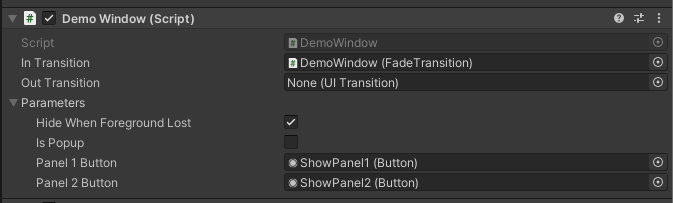 Demo Window (Script)
Script DemoWindow
In Transition DemoWindow (FadeTransition)
Out Transition None (UI Transition)
Parameters
Hide When Foreground Lost
Is Popup
Panel 1 Button ShowPanel1 (Button)
Panel 2 Button ShowPanel2 (Button)